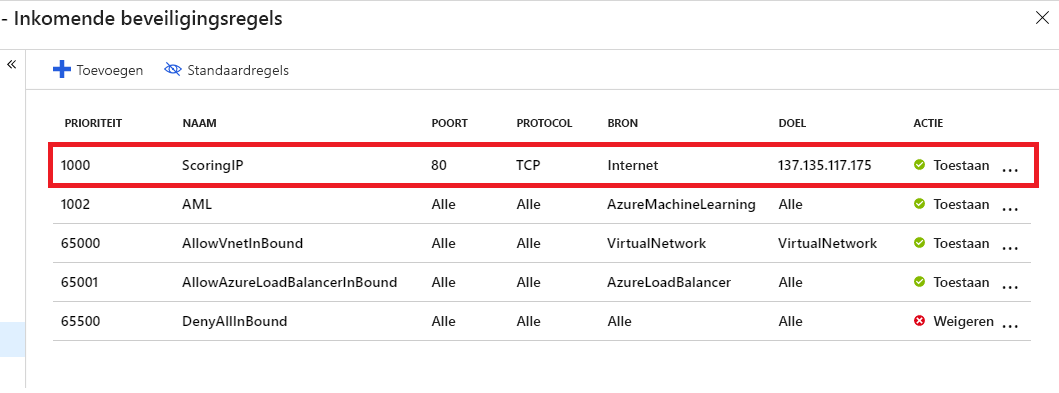 - Inkomende beveiligingsregels
«
Toevoegen Standaardregels
PRIORITEIT NAAM POORT PROTOCOL BRON DOEL ACTIE
1000 ScoringIP 80 TCP Internet 137.135.117.175 Toestaan ...
1002 AML Alle Alle AzureMachineLearning Alle Toestaan ...
65000 AllowVnetInBound Alle Alle VirtualNetwork VirtualNetwork Toestaan ...
65001 AllowAzureLoadBalancerInBound Alle Alle AzureLoadBalancer Alle Toestaan ...
65500 DenyAllInBound Alle Alle Alle Alle Weigeren ...